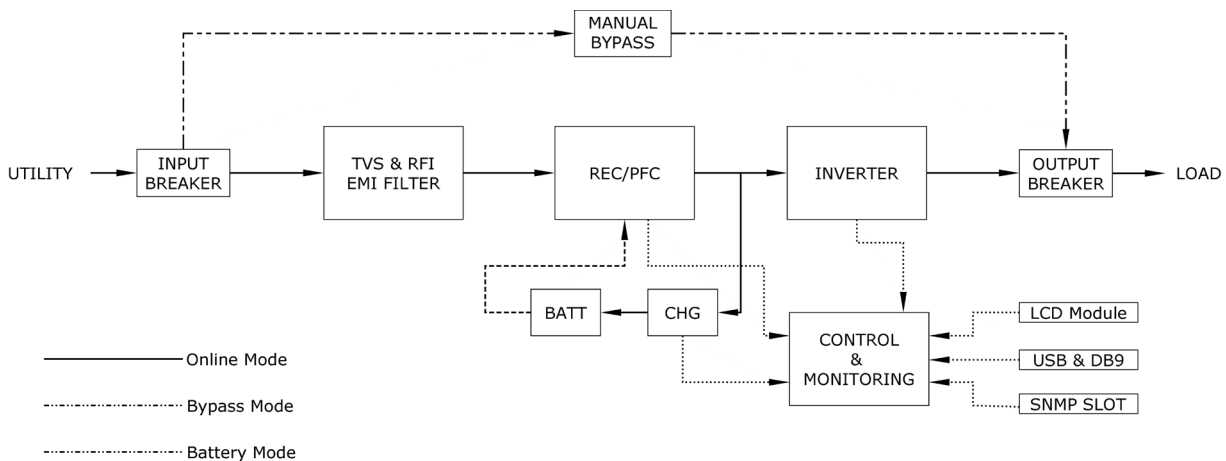 MANUAL
BYPASS
UTILITY
INPUT
BREAKER
TVS & RFI
EMI FILTER
REC/PFC
INVERTER
OUTPUT
BREAKER
LOAD
BATT
CHG
CONTROL
&
MONITORING
LCD Module
USB & DB9
SNMP SLOT
Online Mode
Bypass Mode
Battery Mode